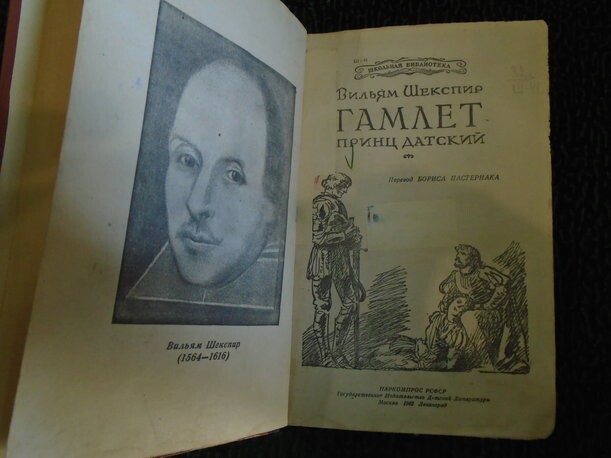 Вильям Шекспир
(1564—1616)
ШКОЛЬНАЯ БИБЛИОТЕКА
Вильям Шекспир
ГАМЛЕТ
ПРИНЦ ДАТСКИЙ
Перевод БОРИСА ПАСТЕРНАКА
НАРКОМПРОС РСФСР
Государственное Издательство Детской Литературы
Москва Ленинград